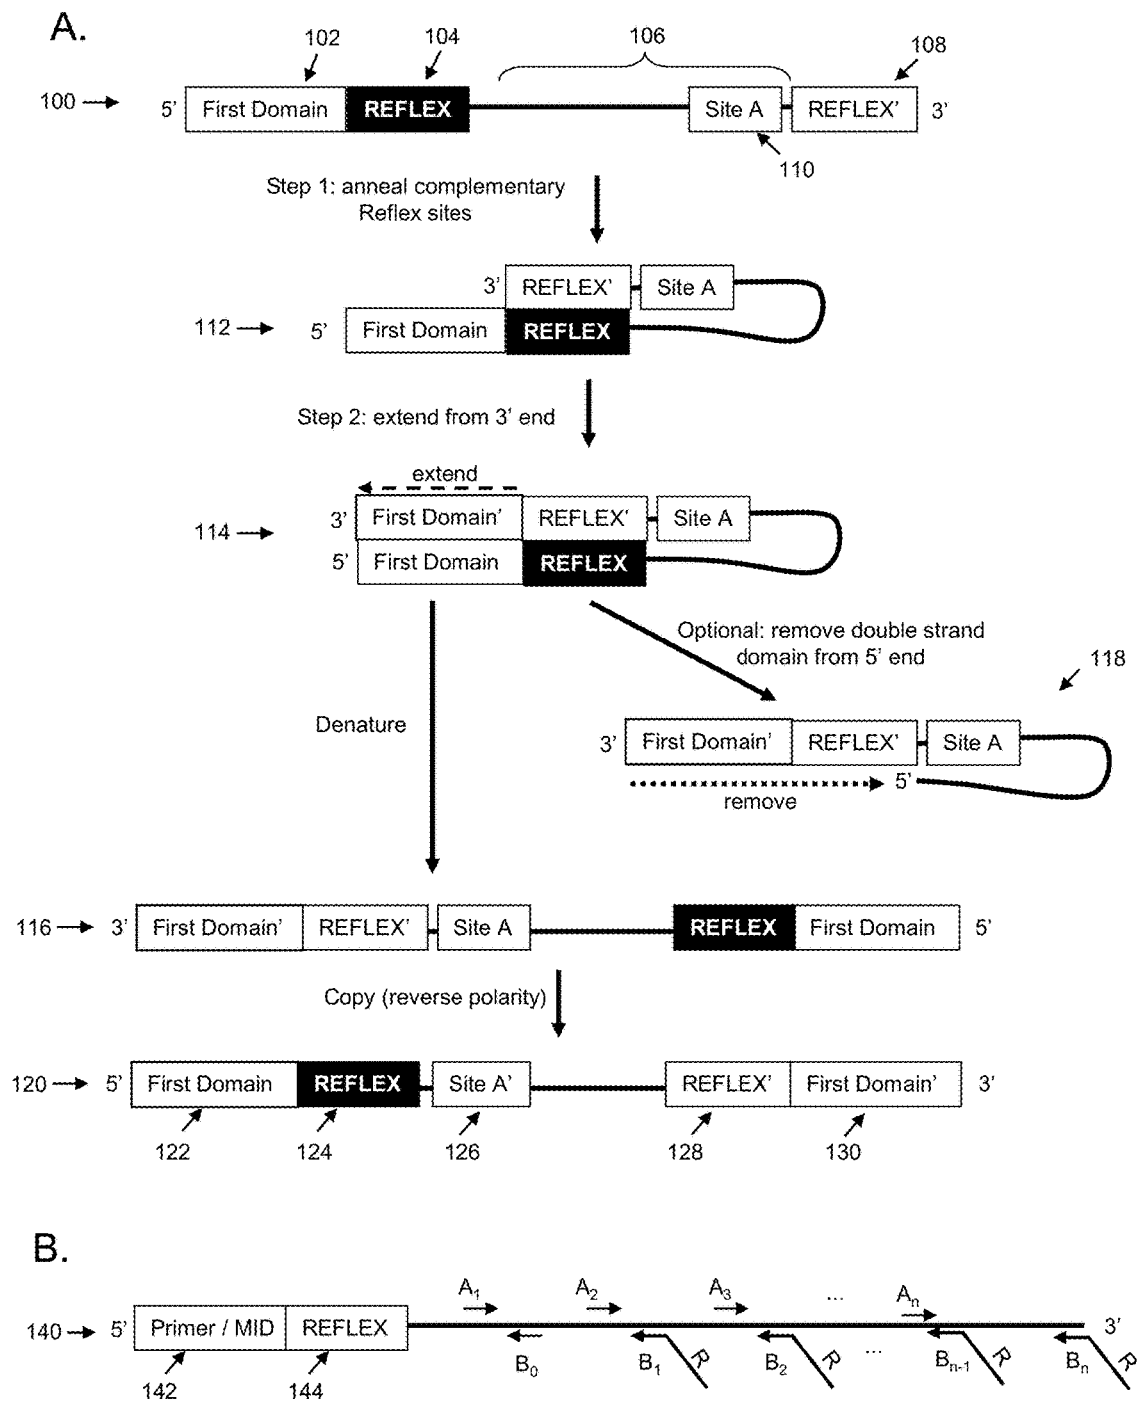 A.
102 104 106 108
100 5' First Domain REFLEX Site A REFLEX' 3'
110
Step 1: anneal complementary
Reflex sites
3' REFLEX' Site A
112 5' First Domain REFLEX
Step 2: extend from 3' end
extend
114 3' First Domain' REFLEX' Site A
5' First Domain REFLEX
Optional: remove double strand
domain from 5' end
118
Denature
3' First Domain' REFLEX' Site A
5'
remove
116 3' First Domain' REFLEX' Site A REFLEX First Domain 5'
Copy (reverse polarity)
120 5' First Domain REFLEX Site A' REFLEX' First Domain' 3'
122 124 126 128 130
B.
A₁ A₂ A₃ ... Aₙ
140 5' Primer / MID REFLEX 3'
B₀ B₁ R B₂ R ... Bₙ₋₁ R Bₙ R
142 144